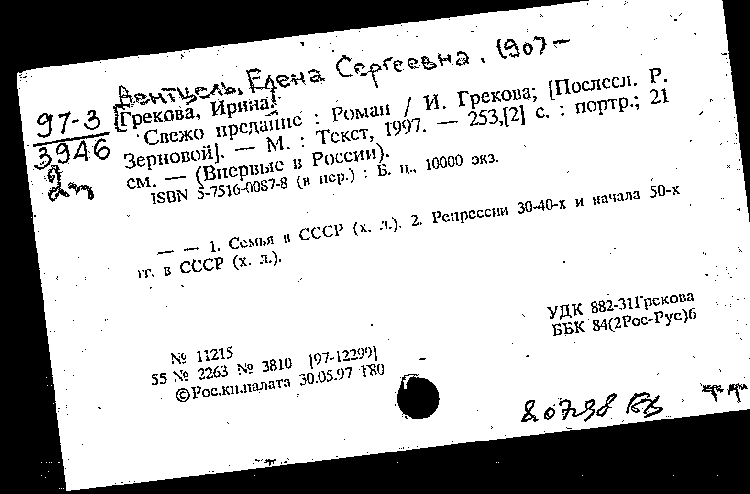 Вентцель, Елена Сергеевна. 1907 –
97-3
3946
2 п
[Грекова, Ирина]
Свежо предание : Роман / И. Грекова; [Послесл. Р.
Зерновой]. — М. : Текст, 1997. — 253,[2] с. : портр.; 21
см. — (Впервые в России).
ISBN 5-7516-0087-8 (в пер.) : Б. ц., 10000 экз.
— — 1. Семья в СССР (х. л.). 2. Репрессии 30-40-х и начала 50-х
гг. в СССР (х. л.).
УДК 882-31Грекова
ББК 84(2Рос-Рус)6
№ 11215
55 № 2263 № 3810 [97-12299]
©Рос.кн.палата 30.05.97 Г80